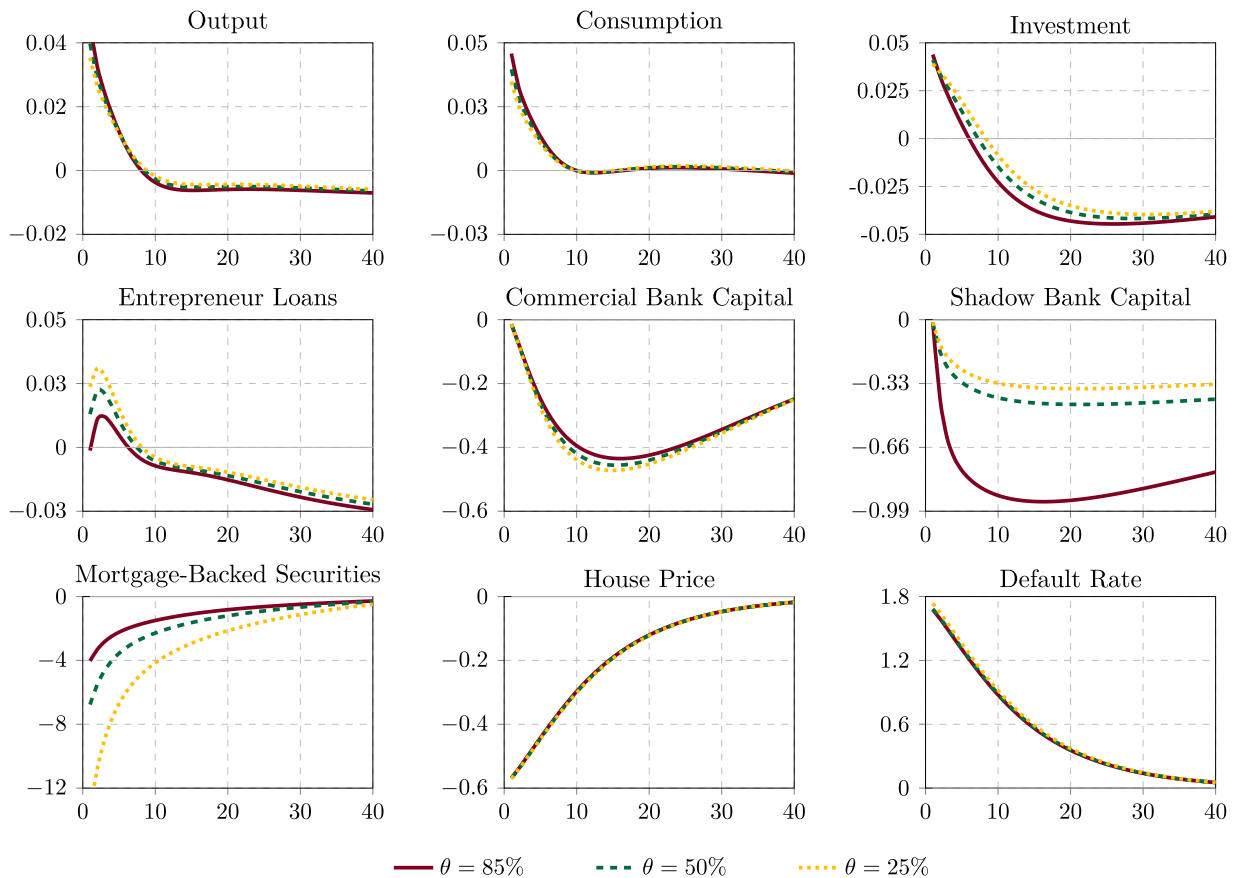 Output
Consumption
Investment
0.04
0.02
0
−0.02
0 10 20 30 40
0.05
0.03
0
−0.03
0 10 20 30 40
0.05
0.025
0
-0.025
-0.05
0 10 20 30 40
Entrepreneur Loans
Commercial Bank Capital
Shadow Bank Capital
0.05
0.03
0
−0.03
0 10 20 30 40
0
−0.2
−0.4
−0.6
0 10 20 30 40
0
−0.33
−0.66
−0.99
0 10 20 30 40
Mortgage-Backed Securities
House Price
Default Rate
0
−4
−8
−12
0 10 20 30 40
0
−0.2
−0.4
−0.6
0 10 20 30 40
1.8
1.2
0.6
0
0 10 20 30 40
θ = 85%
θ = 50%
θ = 25%